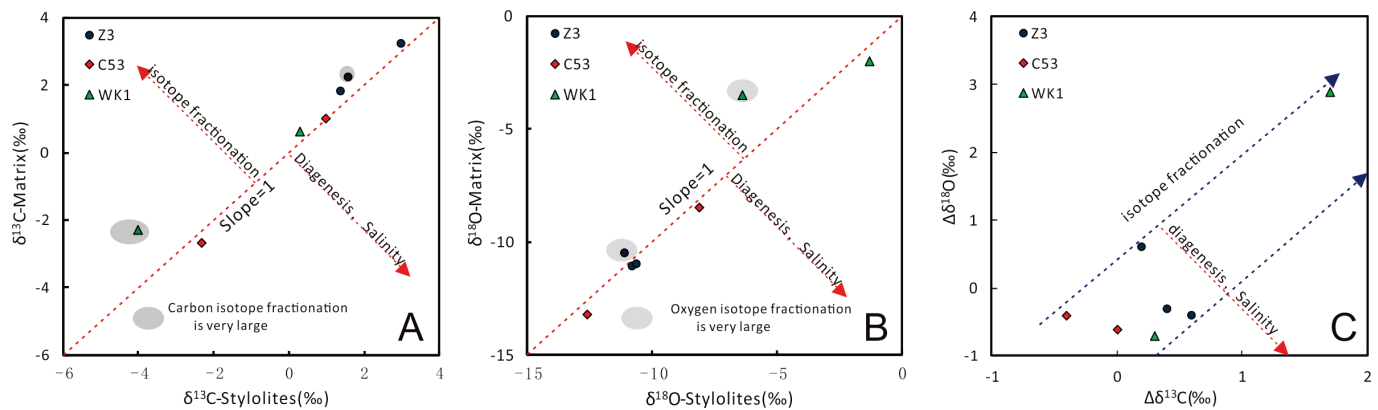 4
2
0
-2
-4
-6
-6
-4
-2
0
2
4
δ¹³C-Matrix(‰)
δ¹³C-Stylolites(‰)
Z3
C53
WK1
isotope fractionation
Slope=1
Diagenesis、Salinity
Carbon isotope fractionation
is very large
A
0
-5
-10
-15
-15
-10
-5
0
δ¹⁸O-Matrix(‰)
δ¹⁸O-Stylolites(‰)
Z3
C53
WK1
isotope fractionation
Slope=1
Diagenesis、Salinity
Oxygen isotope fractionation
is very large
B
4
3
2
1
0
-1
-1
0
1
2
Δδ¹⁸O(‰)
Δδ¹³C(‰)
Z3
C53
WK1
isotope fractionation
diagenesis、Salinity
C